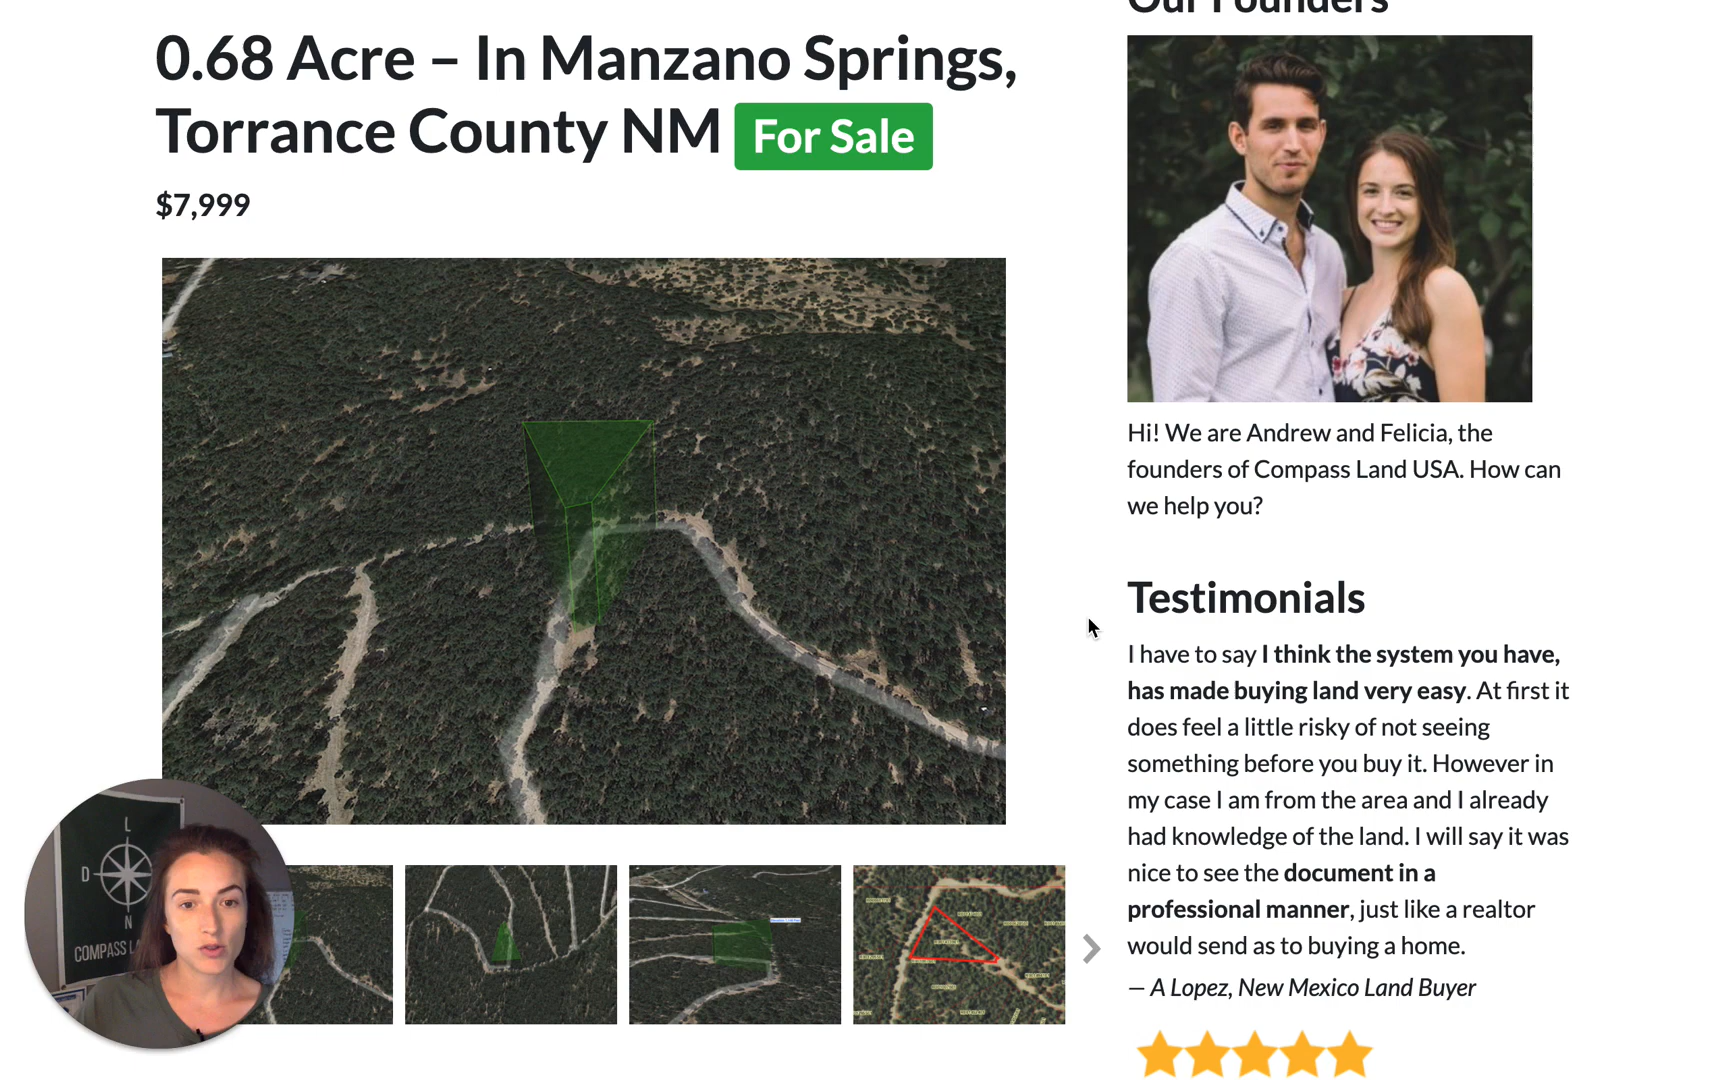 Our Founders
0.68 Acre – In Manzano Springs,
Torrance County NM For Sale
$7,999
Hi! We are Andrew and Felicia, the
founders of Compass Land USA. How can
we help you?
Testimonials
I have to say I think the system you have,
has made buying land very easy. At first it
does feel a little risky of not seeing
something before you buy it. However in
my case I am from the area and I already
had knowledge of the land. I will say it was
nice to see the document in a
professional manner, just like a realtor
would send as to buying a home.
— A Lopez, New Mexico Land Buyer
L
D
N
COMPASS